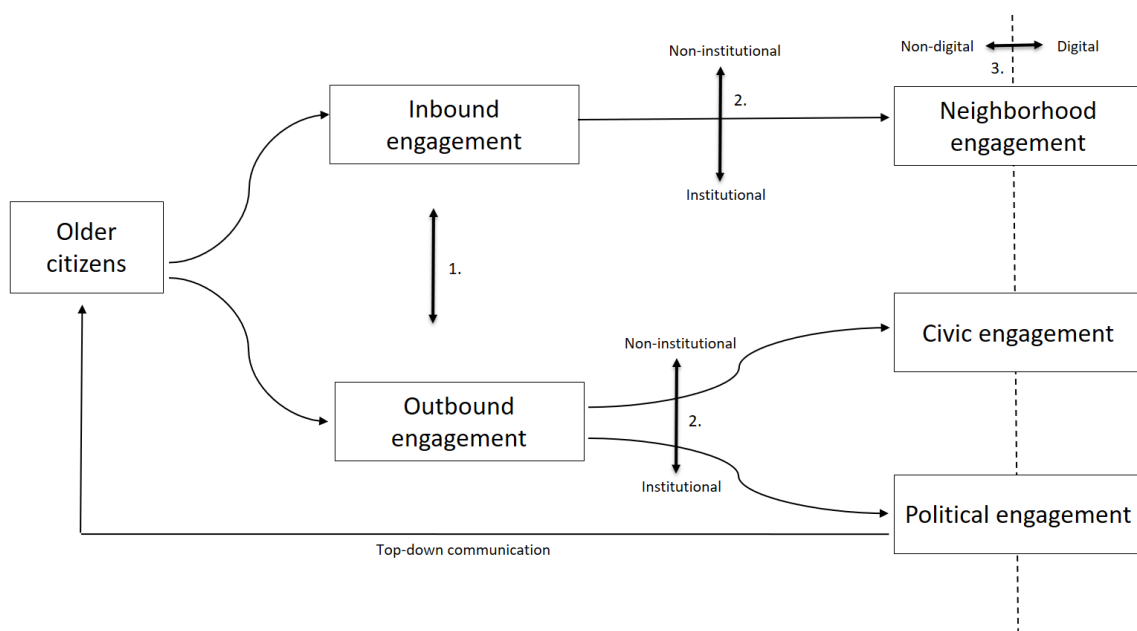 Non-institutional
Non-digital
Digital
3.
2.
Inbound
engagement
Neighborhood
engagement
Institutional
Older
citizens
1.
Non-institutional
Civic engagement
Outbound
engagement
2.
Institutional
Political engagement
Top-down communication